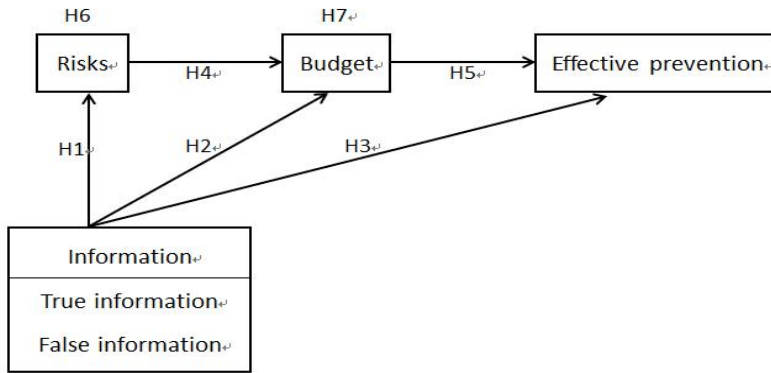 H6 H7
Risks Budget Effective prevention
H4 H5
H1 H2 H3
Information
True information
False information